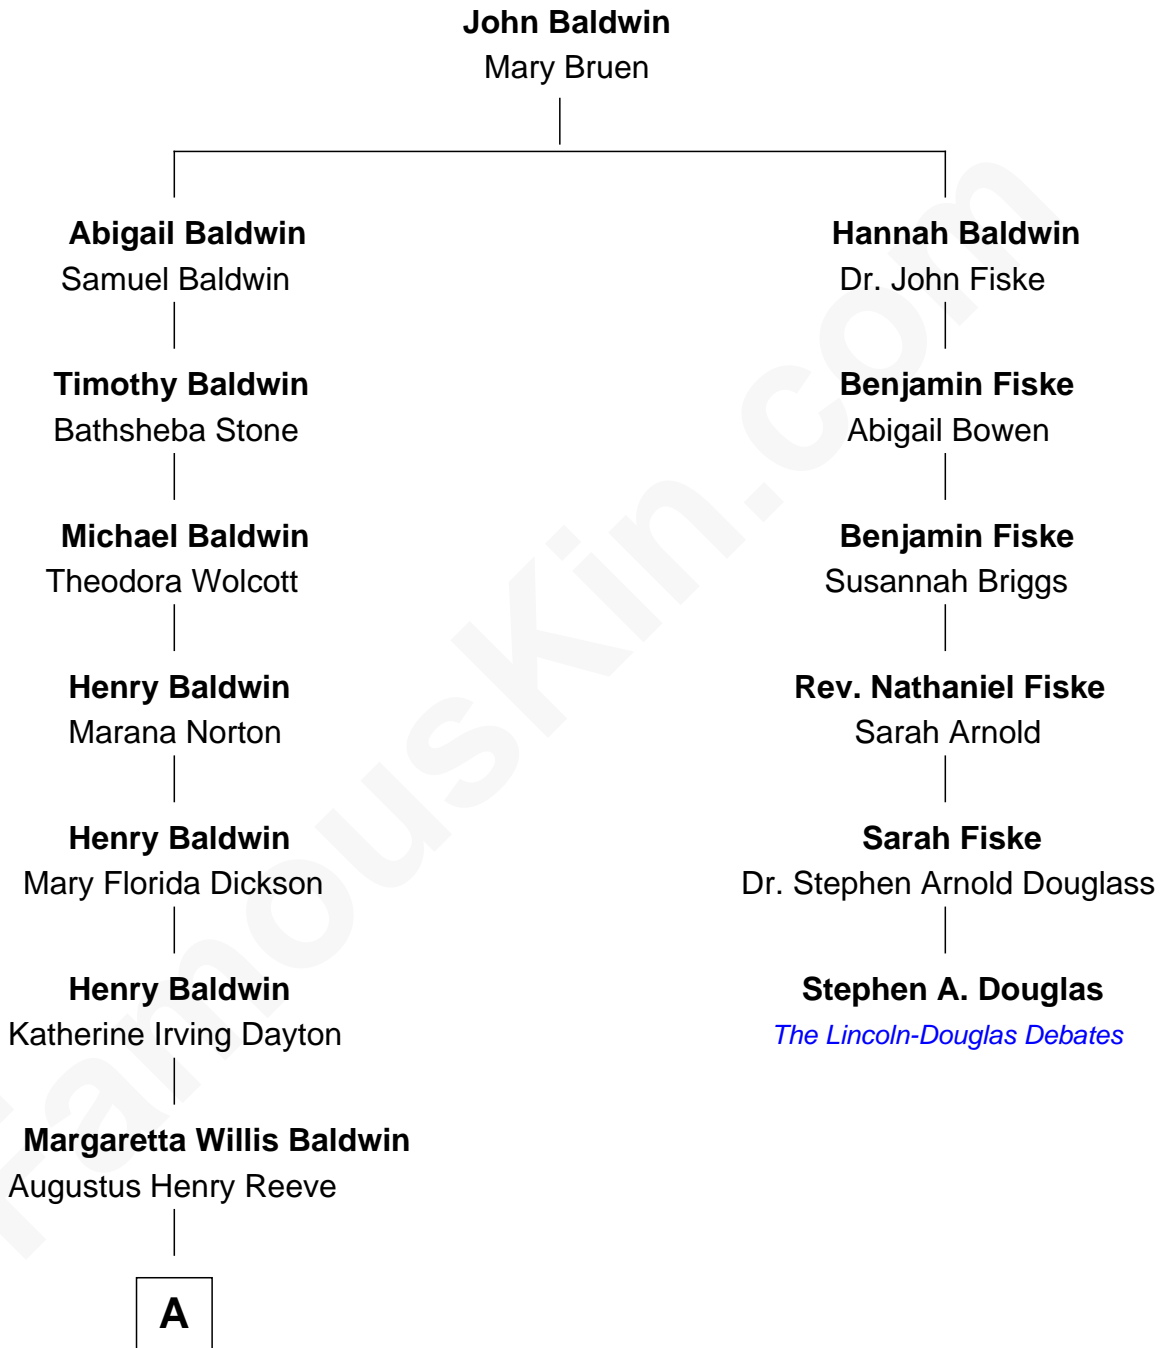 John Baldwin
Mary Bruen
Abigail Baldwin
Samuel Baldwin
Hannah Baldwin
Dr. John Fiske
Timothy Baldwin
Bathsheba Stone
Benjamin Fiske
Abigail Bowen
Michael Baldwin
Theodora Wolcott
Benjamin Fiske
Susannah Briggs
Henry Baldwin
Marana Norton
Rev. Nathaniel Fiske
Sarah Arnold
Henry Baldwin
Mary Florida Dickson
Sarah Fiske
Dr. Stephen Arnold Douglass
Henry Baldwin
Katherine Irving Dayton
Stephen A. Douglas
The Lincoln-Douglas Debates
Margaretta Willis Baldwin
Augustus Henry Reeve
A
FamousKin.com